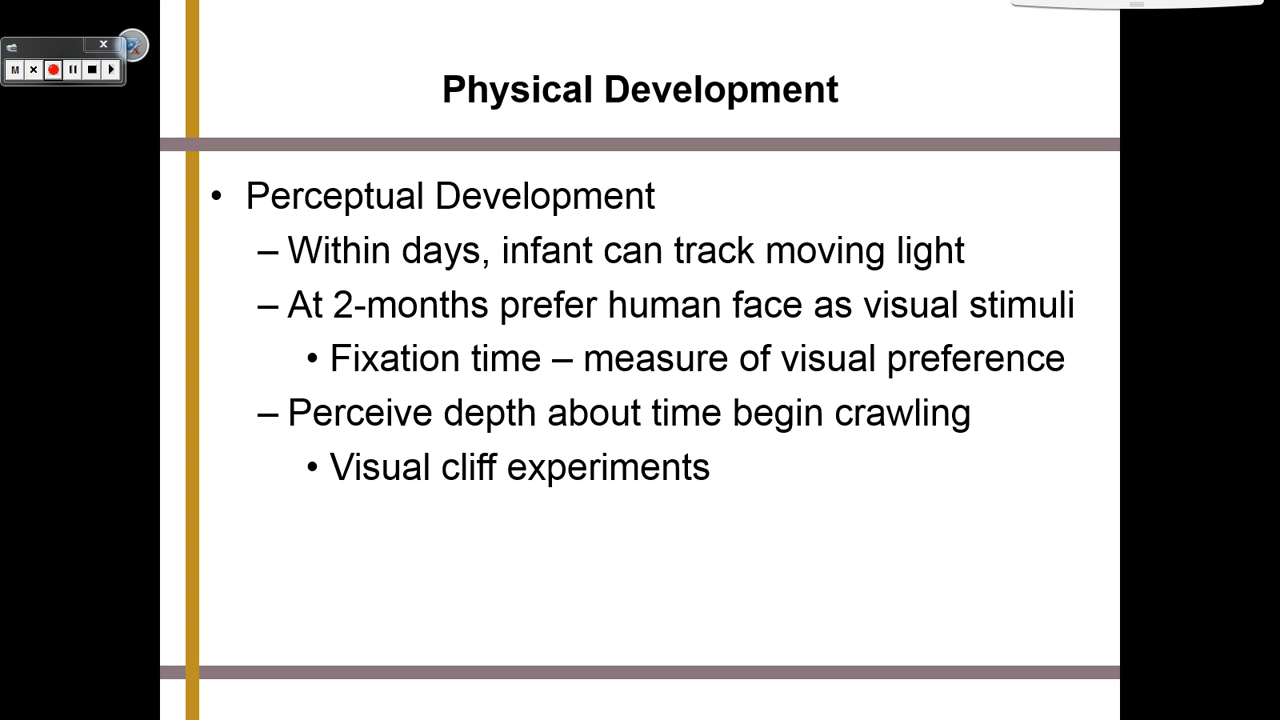 Physical Development
• Perceptual Development
– Within days, infant can track moving light
– At 2-months prefer human face as visual stimuli
• Fixation time – measure of visual preference
– Perceive depth about time begin crawling
• Visual cliff experiments
M